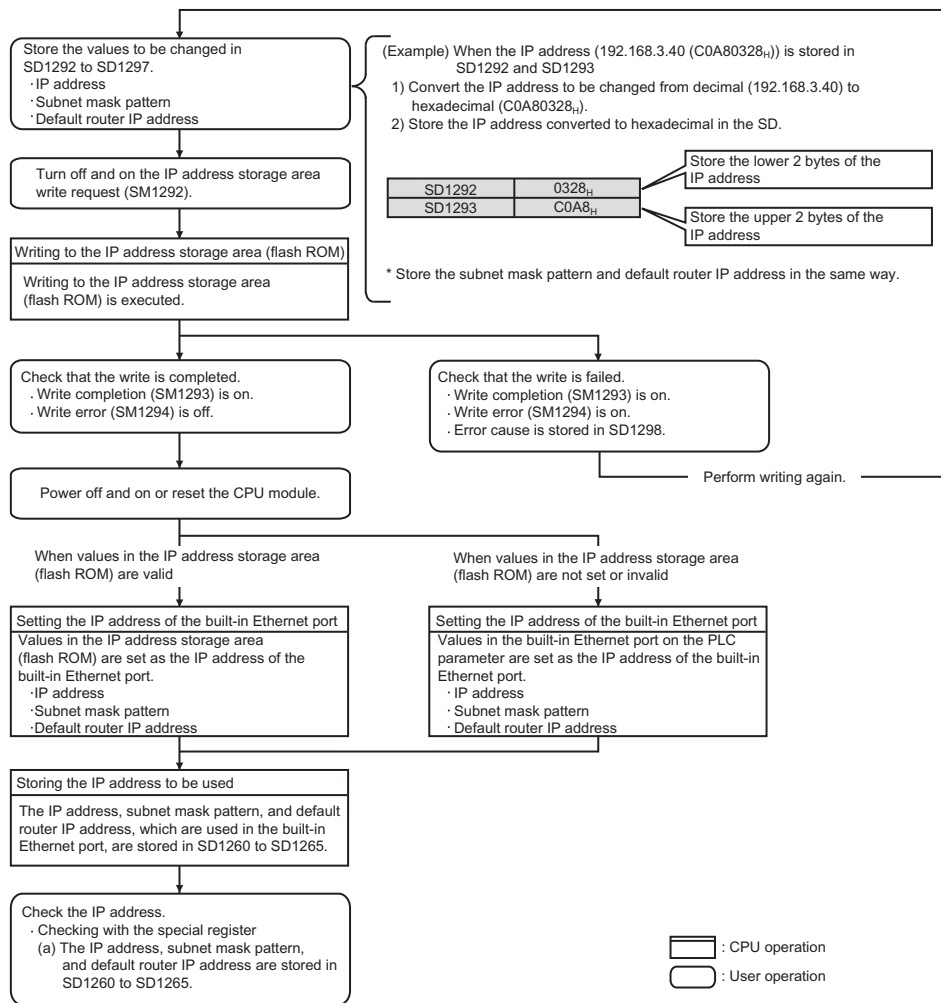 Store the values to be changed in
SD1292 to SD1297.
·IP address
·Subnet mask pattern
·Default router IP address
(Example) When the IP address (192.168.3.40 (C0A80328H)) is stored in
SD1292 and SD1293
1) Convert the IP address to be changed from decimal (192.168.3.40) to
hexadecimal (C0A80328H).
2) Store the IP address converted to hexadecimal in the SD.
Store the lower 2 bytes of the
IP address
SD1292 0328H
SD1293 C0A8H
Store the upper 2 bytes of the
IP address
* Store the subnet mask pattern and default router IP address in the same way.
Turn off and on the IP address storage area
write request (SM1292).
Writing to the IP address storage area (flash ROM)
Writing to the IP address storage area
(flash ROM) is executed.
Check that the write is completed.
· Write completion (SM1293) is on.
· Write error (SM1294) is off.
Check that the write is failed.
· Write completion (SM1293) is on.
· Write error (SM1294) is on.
· Error cause is stored in SD1298.
Perform writing again.
Power off and on or reset the CPU module.
When values in the IP address storage area
(flash ROM) are valid
When values in the IP address storage area
(flash ROM) are not set or invalid
Setting the IP address of the built-in Ethernet port
Values in the IP address storage area
(flash ROM) are set as the IP address of the
built-in Ethernet port.
·IP address
·Subnet mask pattern
·Default router IP address
Setting the IP address of the built-in Ethernet port
Values in the built-in Ethernet port on the PLC
parameter are set as the IP address of the built-in
Ethernet port.
· IP address
· Subnet mask pattern
· Default router IP address
Storing the IP address to be used
The IP address, subnet mask pattern, and default
router IP address, which are used in the built-in
Ethernet port, are stored in SD1260 to SD1265.
Check the IP address.
· Checking with the special register
(a) The IP address, subnet mask pattern,
and default router IP address are stored in
SD1260 to SD1265.
: CPU operation
: User operation